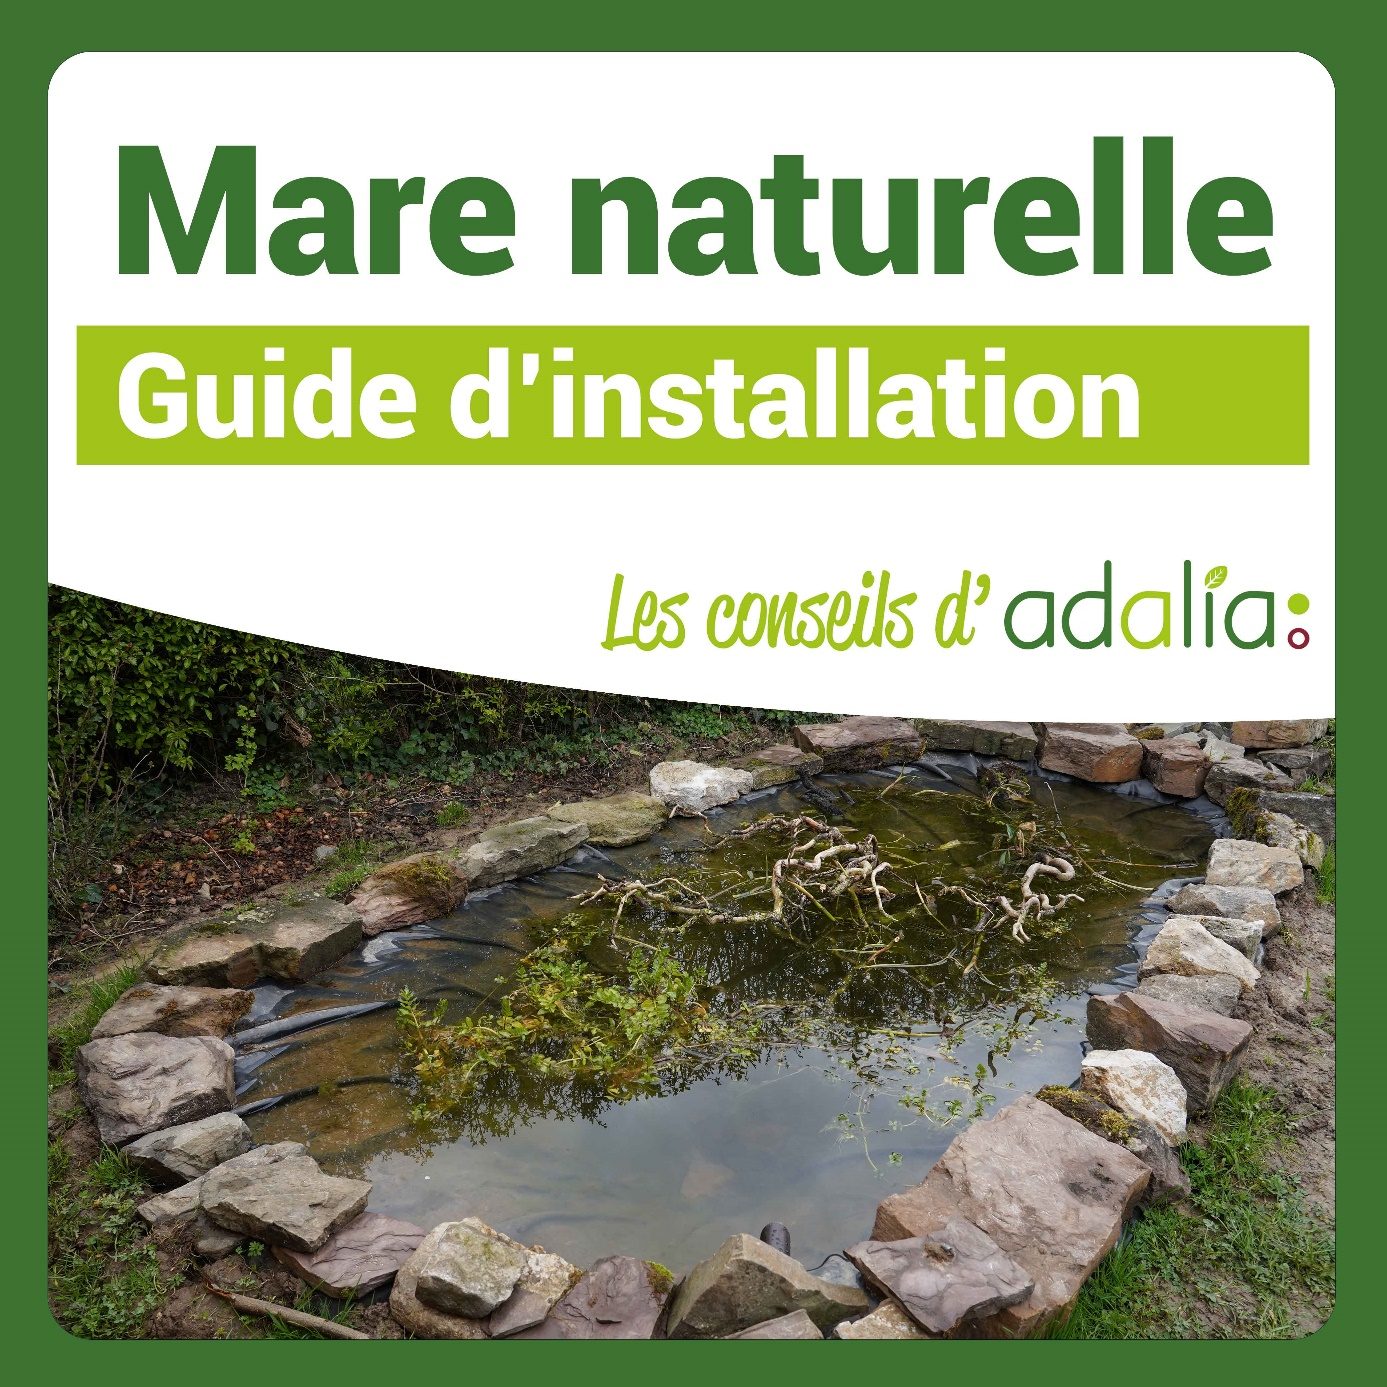 Mare naturelle
Guide d'installation
Les conseils d' adalia